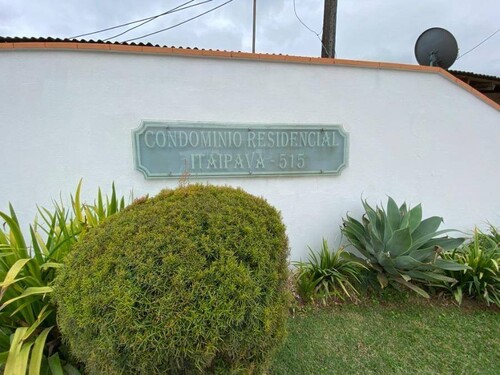 CONDOMINIO RESIDENCIAL
ITAIPAVA - 515